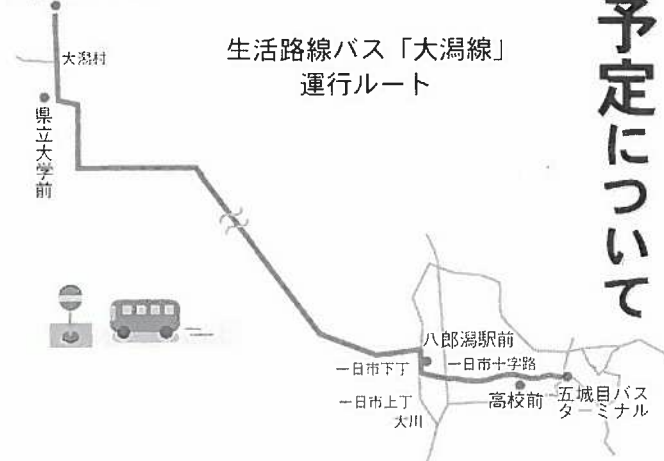 予定について
生活路線バス「大潟線」
運行ルート
大潟村
県立大学前
八郎潟駅前
一日市下丁
一日市十字路
一日市上丁
大川
高校前
五城目バス
ターミナル